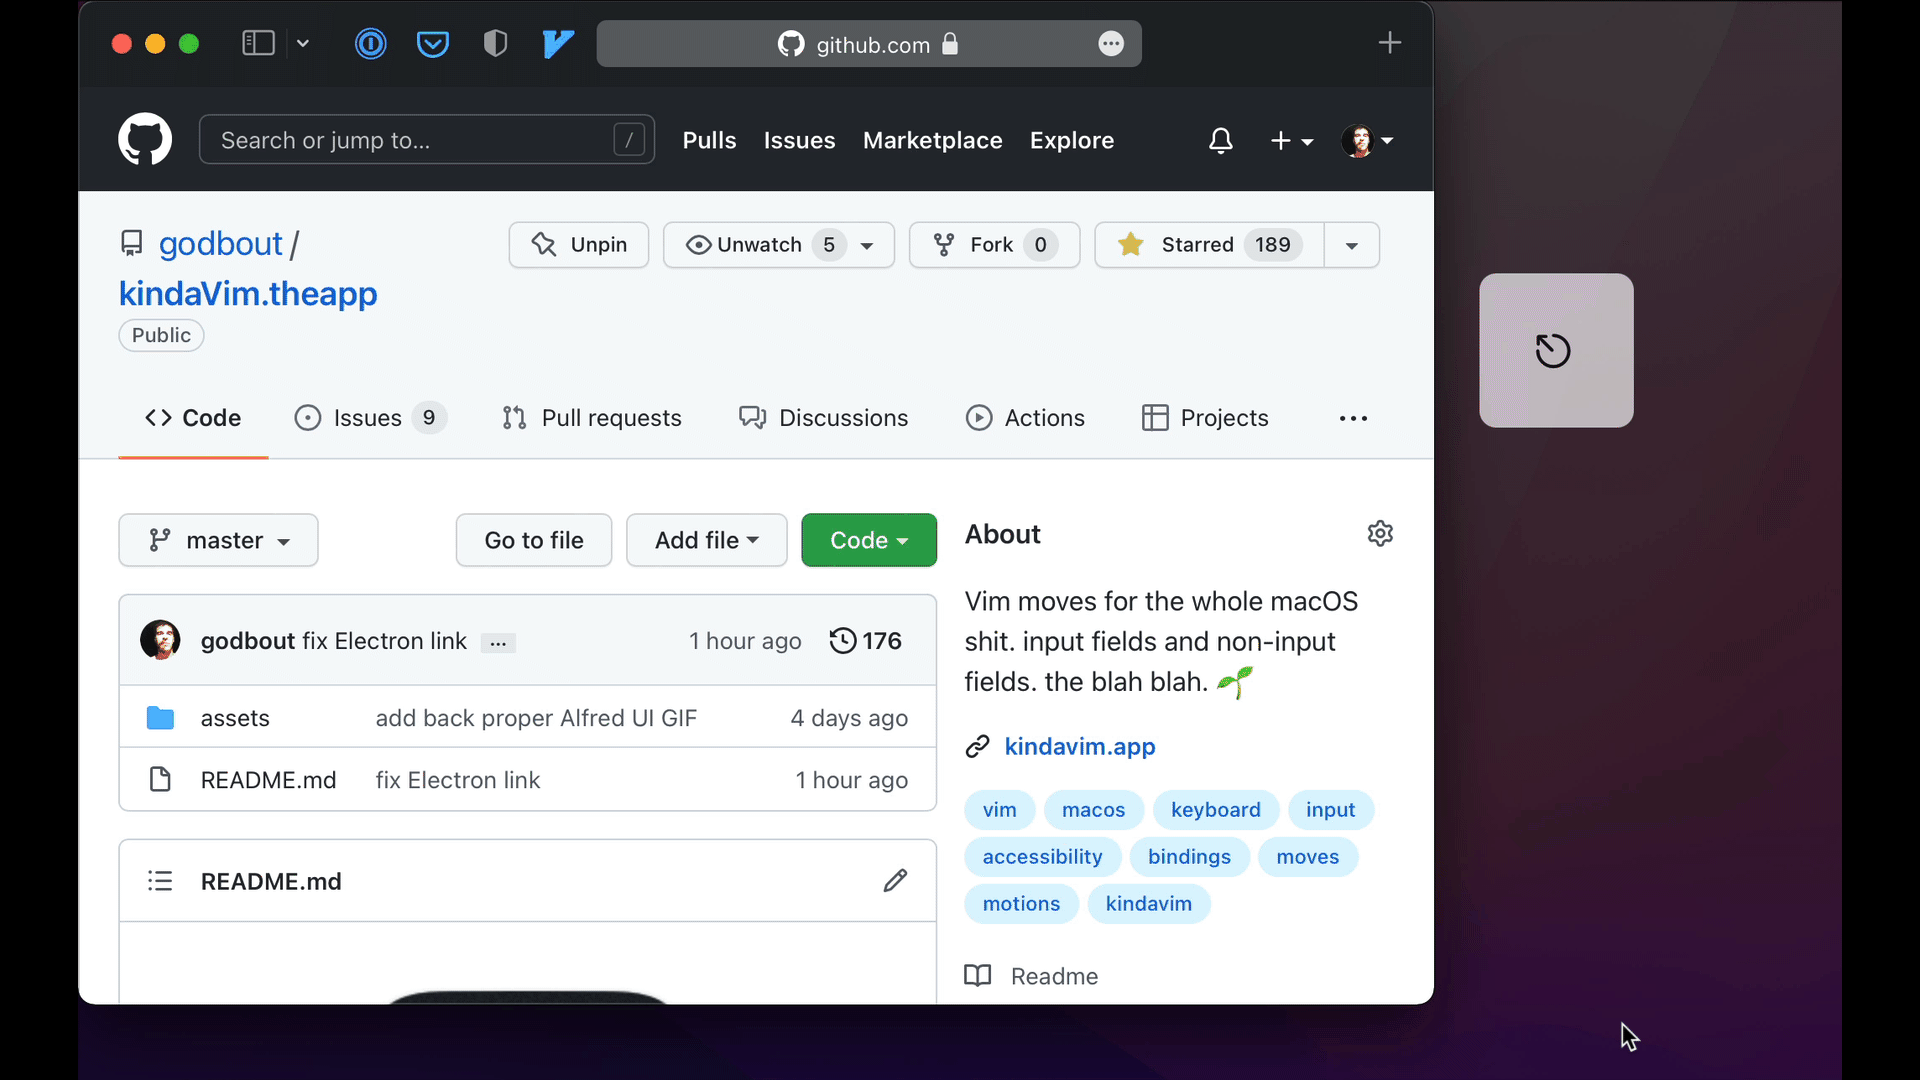 github.com
Search or jump to... /
Pulls Issues Marketplace Explore
godbout /
kindaVim.theapp
Public
Unpin
Unwatch 5
Fork 0
Starred 189
Code
Issues 9
Pull requests
Discussions
Actions
Projects
master
Go to file
Add file
Code
godbout fix Electron link ... 1 hour ago 176
assets add back proper Alfred UI GIF 4 days ago
README.md fix Electron link 1 hour ago
README.md
About
Vim moves for the whole macOS
shit. input fields and non-input
fields. the blah blah. 🌱
kindavim.app
vim macos keyboard input
accessibility bindings moves
motions kindavim
Readme